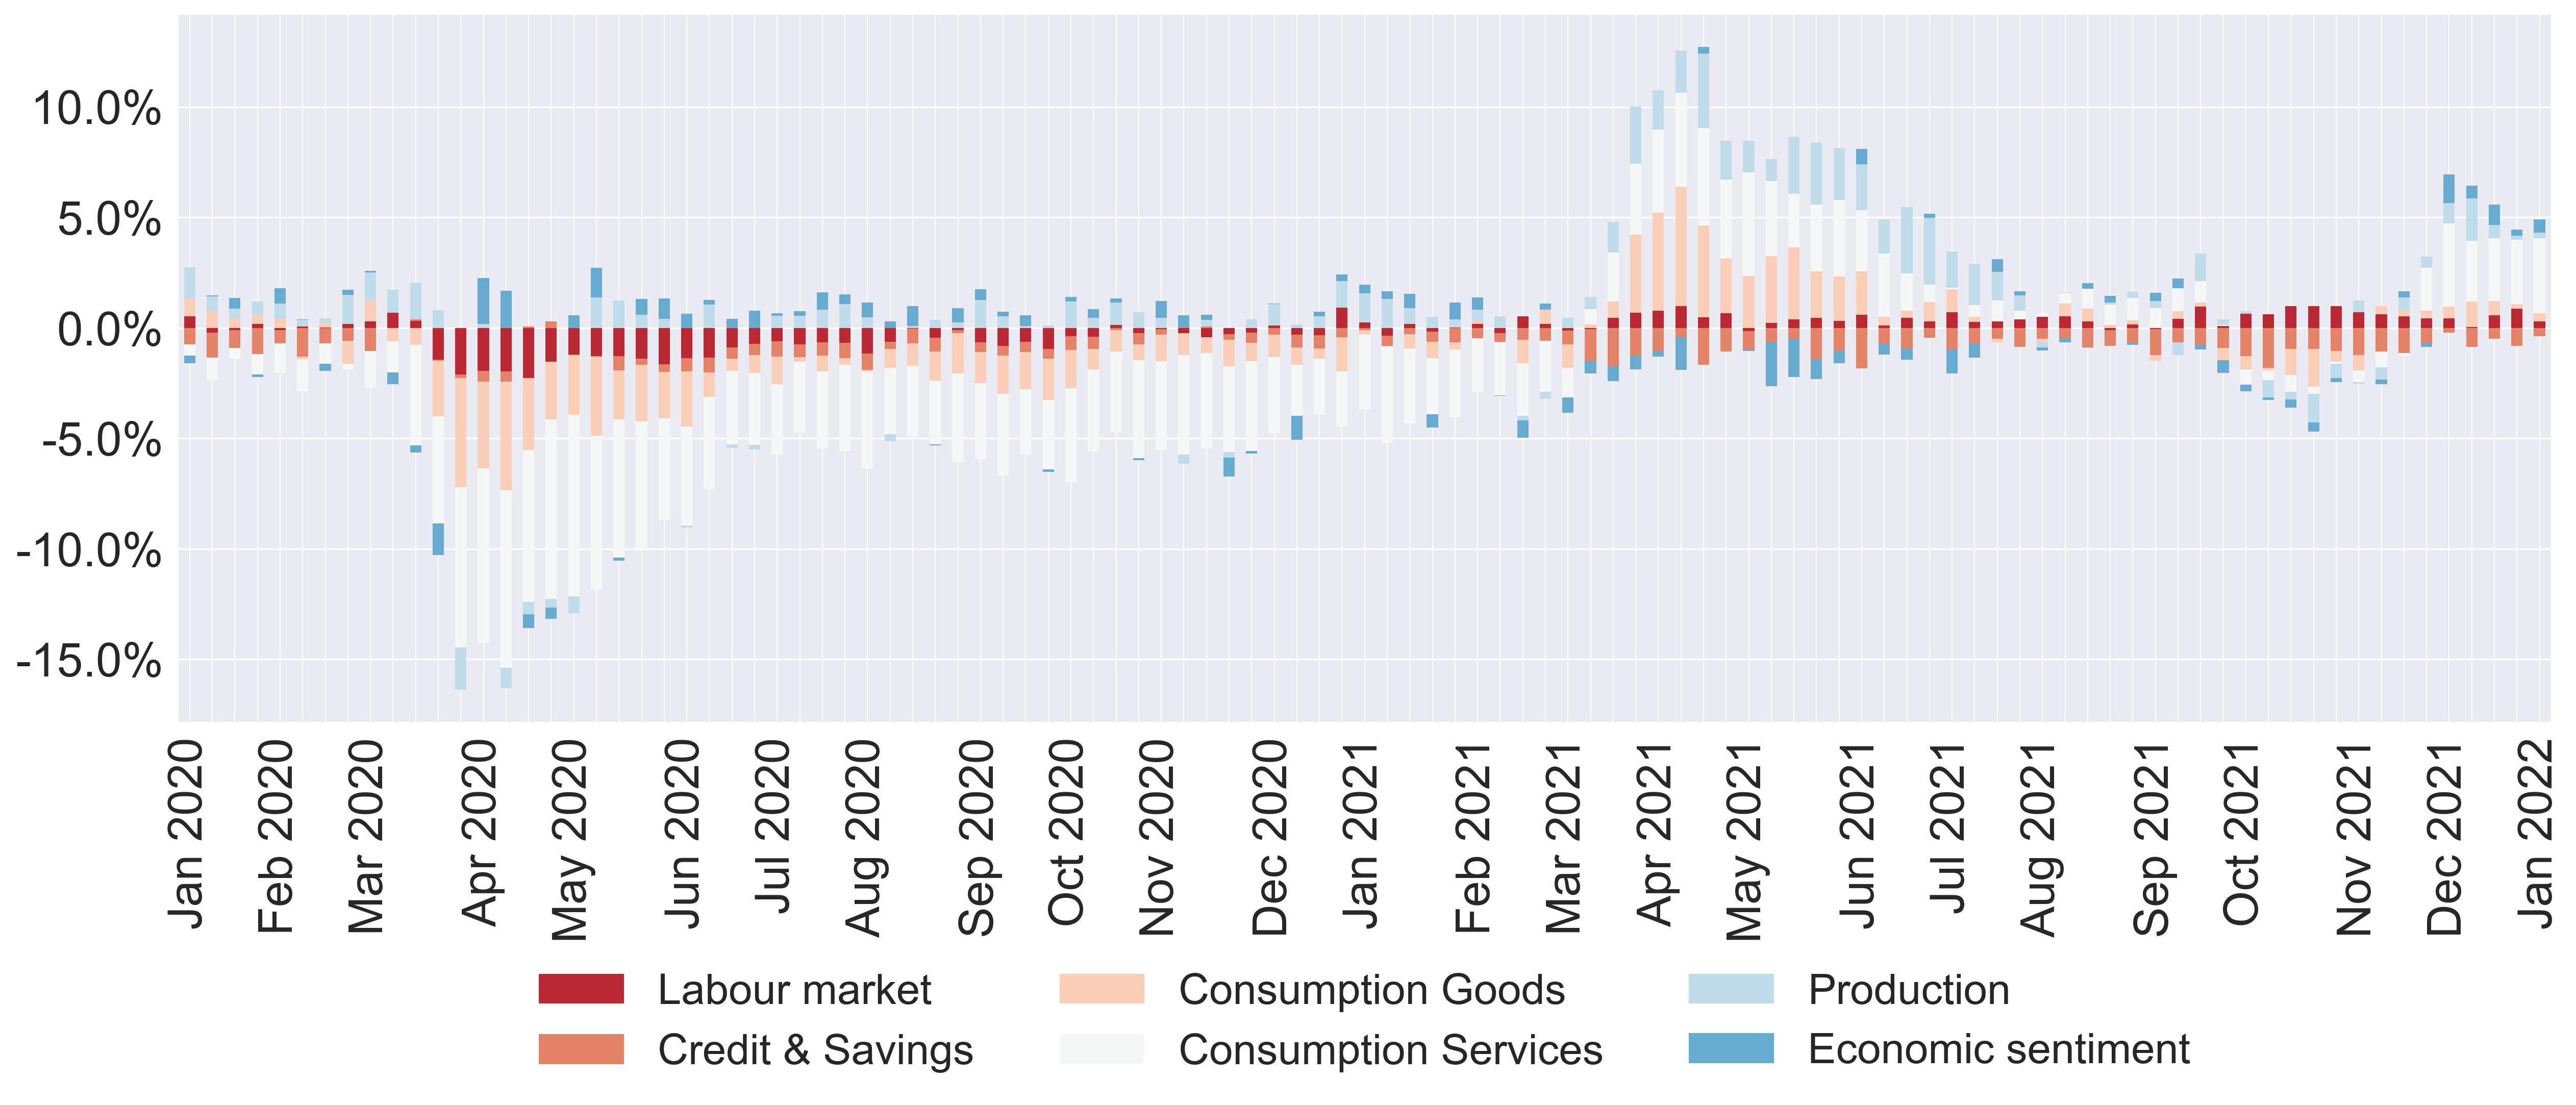 10.0%
5.0%
0.0%
-5.0%
-10.0%
-15.0%
Jan 2020
Feb 2020
Mar 2020
Apr 2020
May 2020
Jun 2020
Jul 2020
Aug 2020
Sep 2020
Oct 2020
Nov 2020
Dec 2020
Jan 2021
Feb 2021
Mar 2021
Apr 2021
May 2021
Jun 2021
Jul 2021
Aug 2021
Sep 2021
Oct 2021
Nov 2021
Dec 2021
Jan 2022
Labour market
Consumption Goods
Production
Credit & Savings
Consumption Services
Economic sentiment